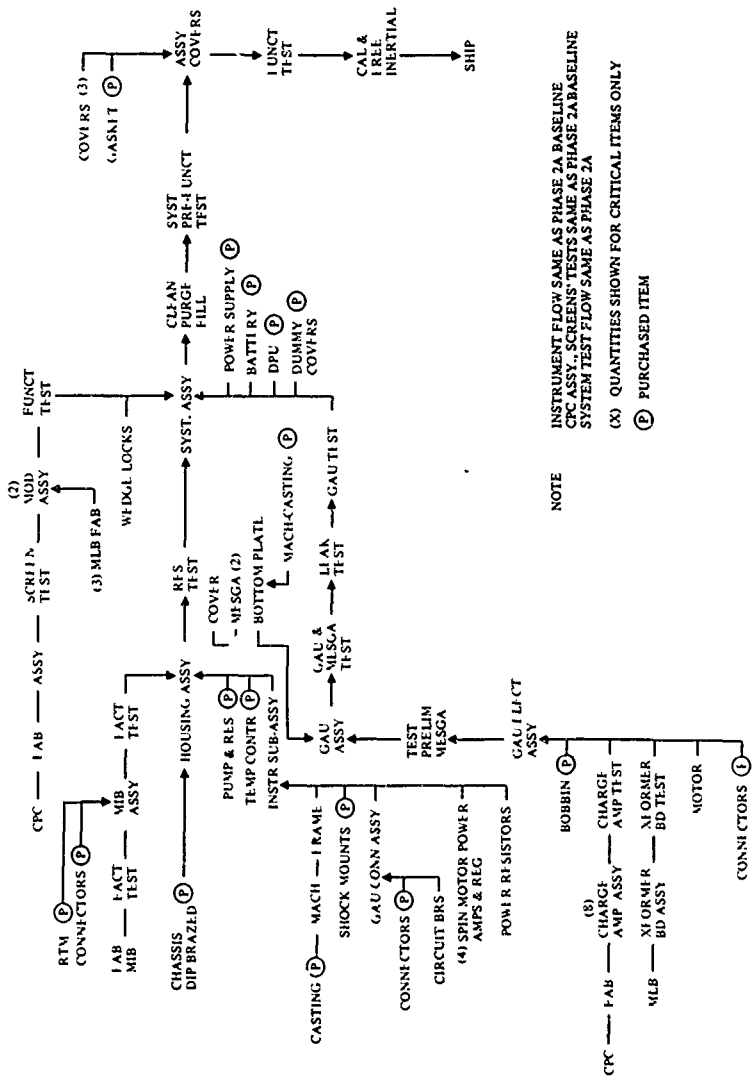 COVERS (3)
GASKET Ⓟ
ASSY
COVERS
FUNCT
TEST
CAL &
FREE
INERTIAL
SHIP
SYST
PRE-FUNCT
TEST
CLEAN
PURGE
FILL
POWER SUPPLY Ⓟ
BATTERY Ⓟ
DPU Ⓟ
DUMMY Ⓟ
COVERS
CPC
FAB
ASSY
SCREEN
TEST
(2)
MOD
ASSY
FUNCT
TEST
(3) MLB FAB
WEDGE LOCKS
SYST. ASSY
RTM Ⓟ
CONNECTORS Ⓟ
FAB
MIB
FACT
TEST
MIB
ASSY
FACT
TEST
CHASSIS
DIP BRAZED Ⓟ
HOUSING ASSY
RES
TEST
PUMP & RES Ⓟ
TEMP CONTR Ⓟ
INSTR SUB-ASSY
COVER
MESGA (2)
BOTTOM PLATE
MACH-CASTING Ⓟ
CASTING Ⓟ
MACH
FRAME
SHOCK MOUNTS Ⓟ
GAU CONN ASSY
CONNECTORS Ⓟ
CIRCUIT BRS
(4) SPIN MOTOR POWER
AMPS & REG
POWER RESISTORS
GAU
ASSY
GAU &
MESGA
TEST
LEAK
TEST
GAU TEST
TEST
PRELIM
MESGA
GAU ELECT
ASSY
BOBBIN Ⓟ
CPC
FAB
(8)
CHARGE
AMP ASSY
CHARGE
AMP TEST
MLB
XFORMER
BD ASSY
XFORMER
BD TEST
MOTOR
CONNECTORS Ⓟ
NOTE
INSTRUMENT FLOW SAME AS PHASE 2A BASELINE
CPC ASSY., SCREENS' TESTS SAME AS PHASE 2A BASELINE
SYSTEM TEST FLOW SAME AS PHASE 2A
(X) QUANTITIES SHOWN FOR CRITICAL ITEMS ONLY
Ⓟ PURCHASED ITEM